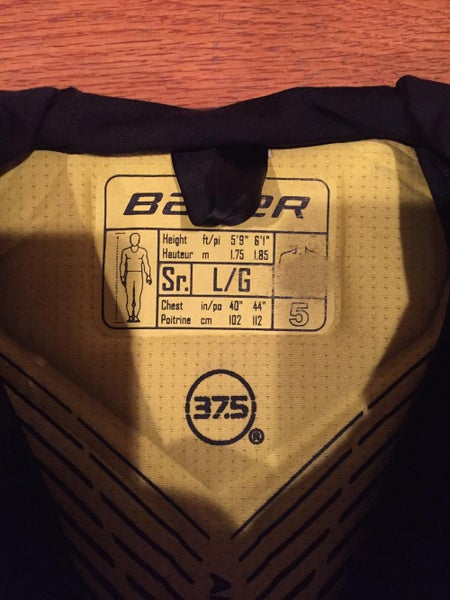 BAUER
Height ft/pi 5'9" 6'1"
Hauteur m 1.75 1.85
Sr. L/G
Chest in/po 40" 44"
Poitrine cm 102 112
5
37.5
®